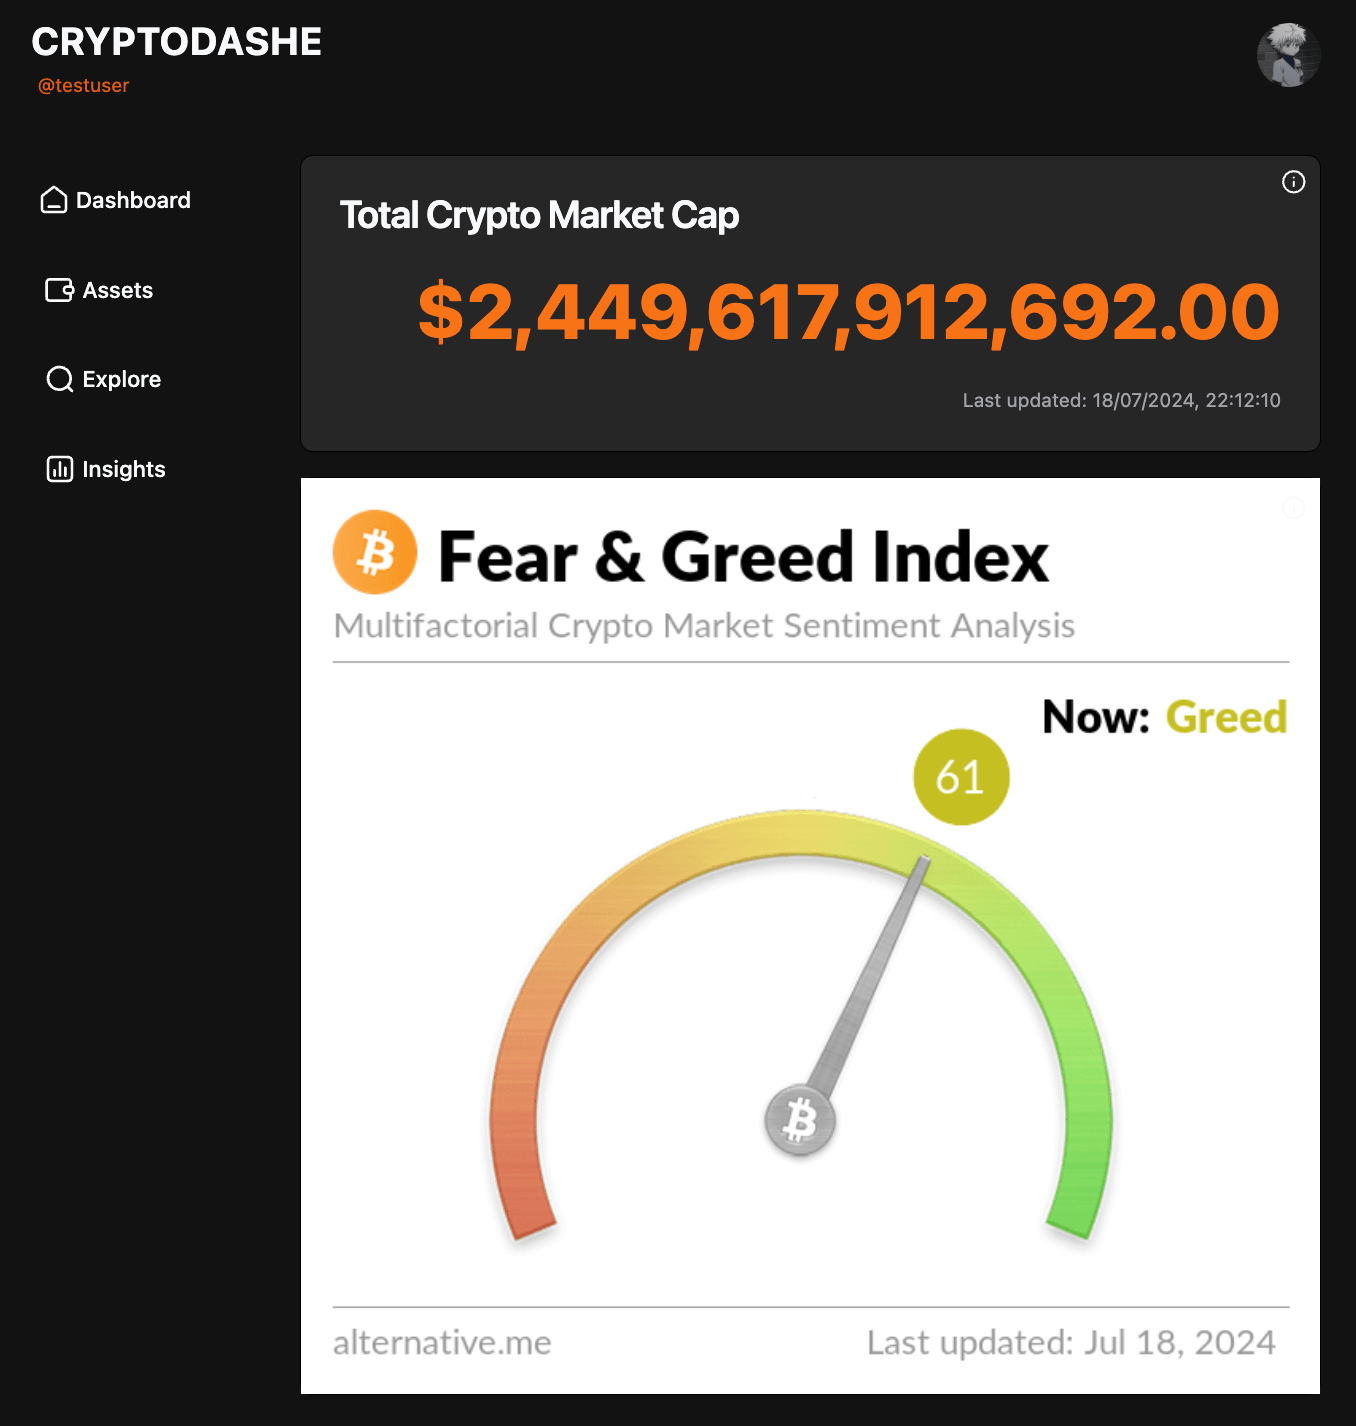 CRYPTODASHE
@testuser
Dashboard
Assets
Explore
Insights
Total Crypto Market Cap
$2,449,617,912,692.00
Last updated: 18/07/2024, 22:12:10
Fear & Greed Index
Multifactorial Crypto Market Sentiment Analysis
Now: Greed
61
alternative.me
Last updated: Jul 18, 2024